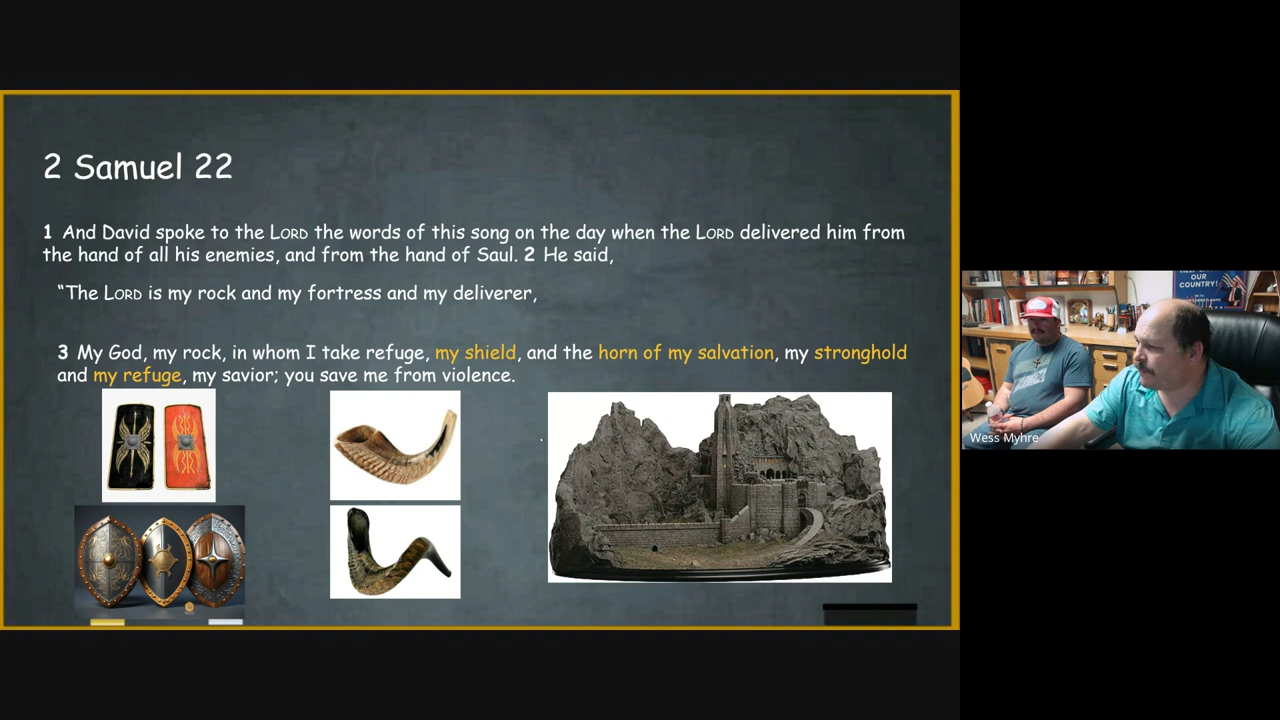 2 Samuel 22
1 And David spoke to the LORD the words of this song on the day when the LORD delivered him from
the hand of all his enemies, and from the hand of Saul. 2 He said,
“The LORD is my rock and my fortress and my deliverer,
3 My God, my rock, in whom I take refuge, my shield, and the horn of my salvation, my stronghold
and my refuge, my savior; you save me from violence.
OUR
COUNTRY!
Wess Myhre